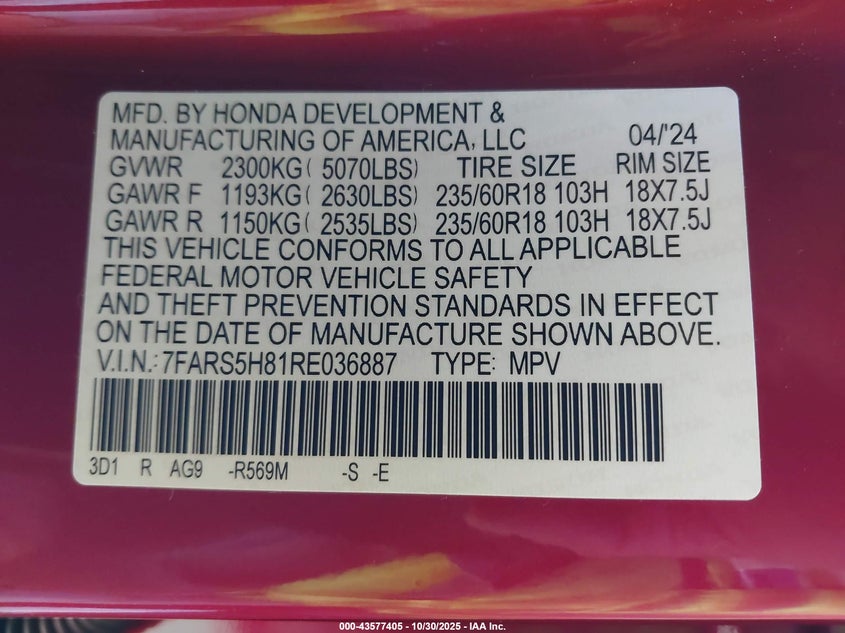 MFD. BY HONDA DEVELOPMENT &
MANUFACTURING OF AMERICA, LLC 04/'24
GVWR 2300KG( 5070LBS) TIRE SIZE RIM SIZE
GAWR F 1193KG( 2630LBS) 235/60R18 103H 18X7.5J
GAWR R 1150KG( 2535LBS) 235/60R18 103H 18X7.5J
THIS VEHICLE CONFORMS TO ALL APPLICABLE
FEDERAL MOTOR VEHICLE SAFETY
AND THEFT PREVENTION STANDARDS IN EFFECT
ON THE DATE OF MANUFACTURE SHOWN ABOVE.
V.I.N.: 7FARS5H81RE036887 TYPE: MPV
3D1 R AG9 -R569M -S -E
000-43577405 - 10/30/2025 - IAA Inc.